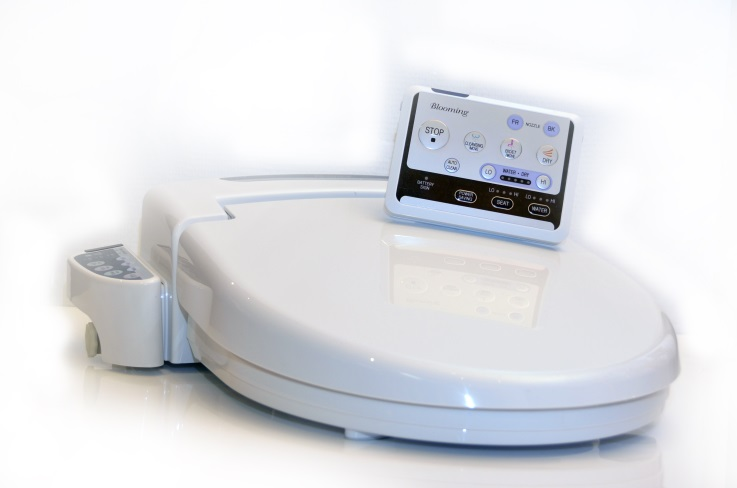 Blooming
FR NOZZLE BK
STOP
CLEANSING MODE
BIDET MODE
DRY
AUTO CLEAN
LO WATER - DRY HI
BATTERY SIGN
POWER SAVING
LO HI
SEAT
LO HI
WATER